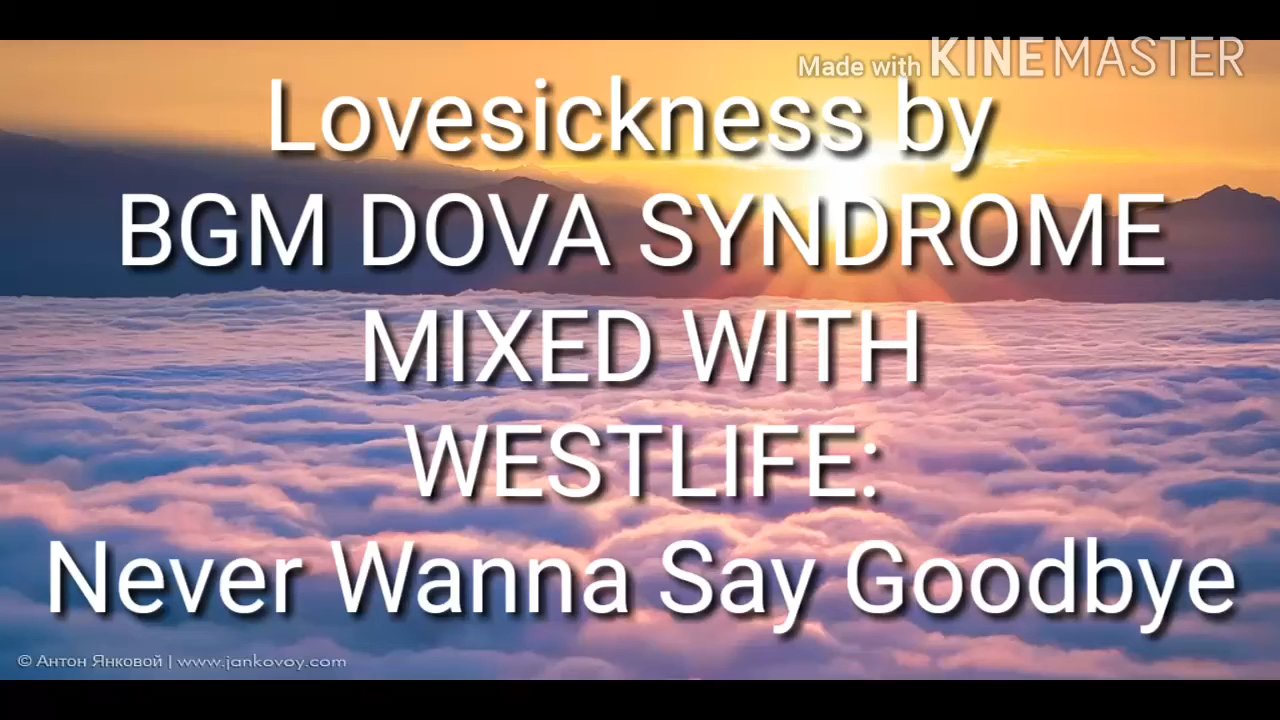 Made with KINEMASTER
Lovesickness by
BGM DOVA SYNDROME
MIXED WITH
WESTLIFE:
Never Wanna Say Goodbye
© Антон Янковой | www.jankovoy.com